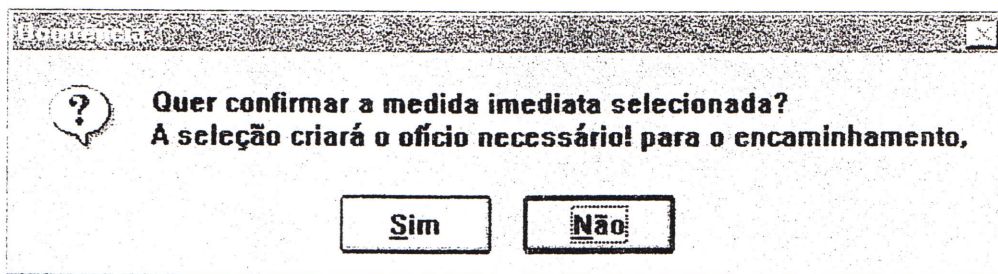 Quer confirmar a medida imediata selecionada?
A seleção criará o ofício necessário! para o encaminhamento,
Sim
Não